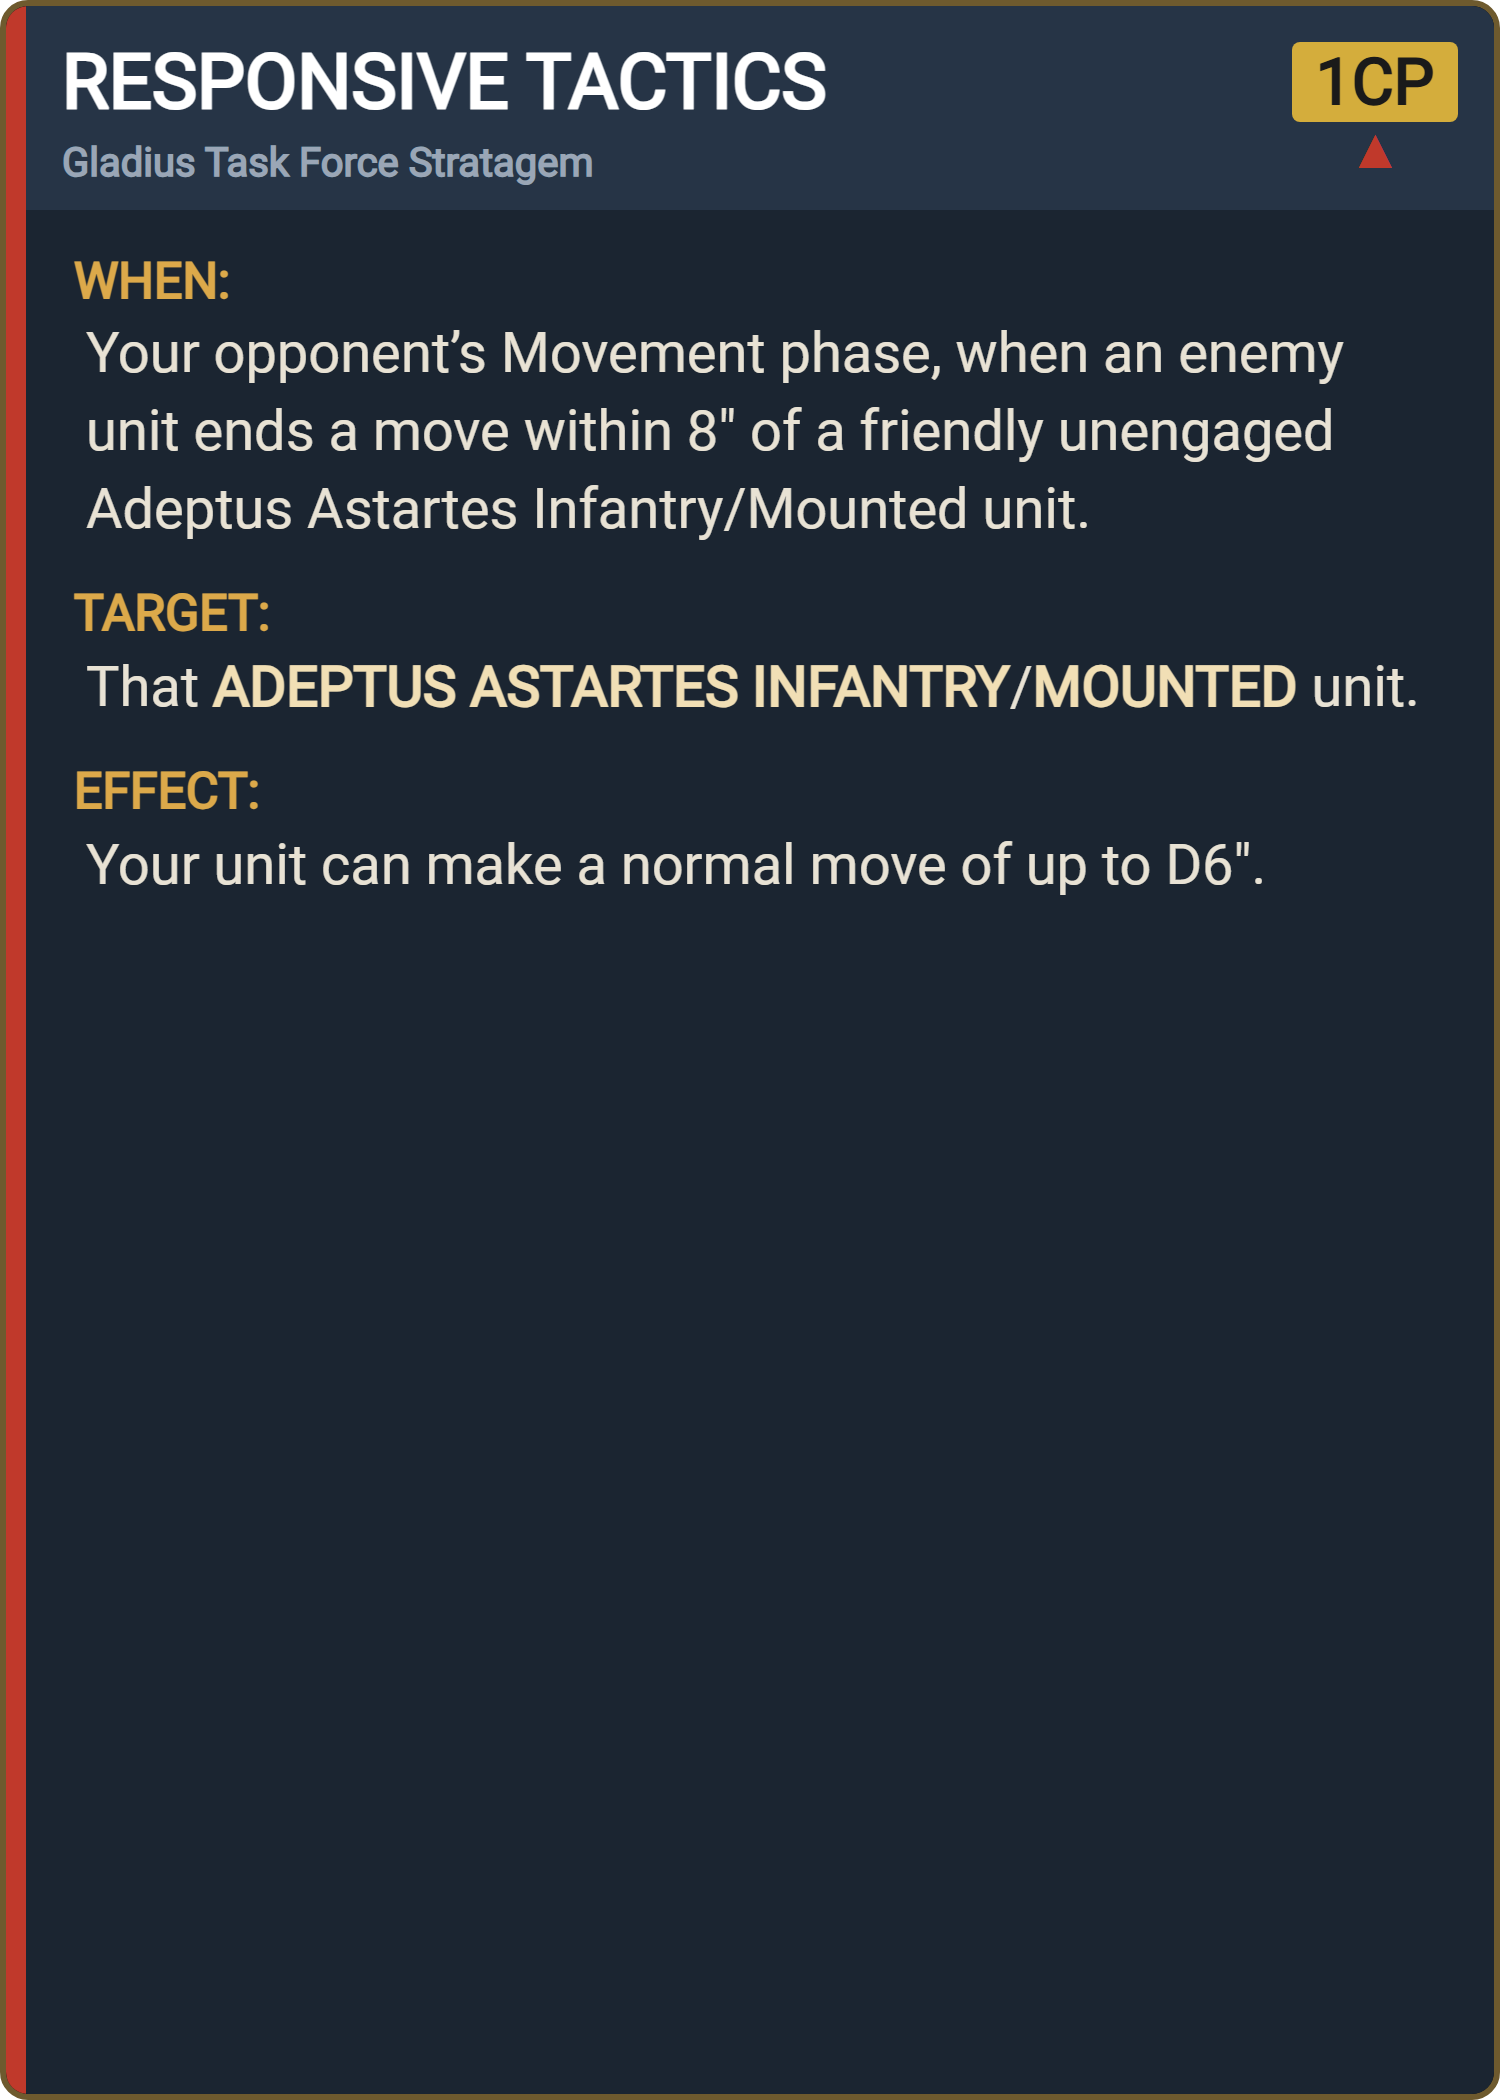 RESPONSIVE TACTICS
1CP
Gladius Task Force Stratagem
WHEN:
Your opponent’s Movement phase, when an enemy
unit ends a move within 8" of a friendly unengaged
Adeptus Astartes Infantry/Mounted unit.
TARGET:
That ADEPTUS ASTARTES INFANTRY/MOUNTED unit.
EFFECT:
Your unit can make a normal move of up to D6".